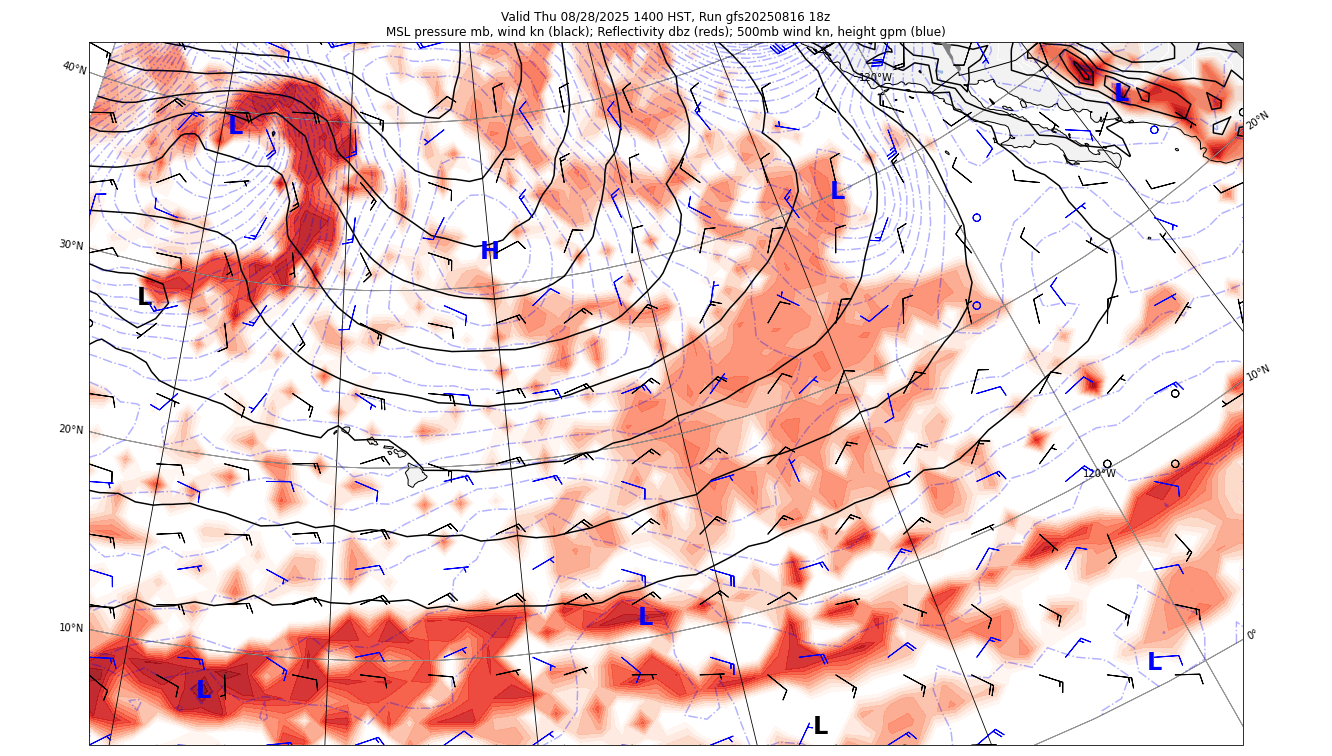 Valid Thu 08/28/2025 1400 HST, Run gfs20250816 18z
MSL pressure mb, wind kn (black); Reflectivity dbz (reds); 500mb wind kn, height gpm (blue)
40°N
120°W
L
20°N
L
L
30°N
H
L
10°N
20°N
120°W
10°N
L
0°
L
L
L